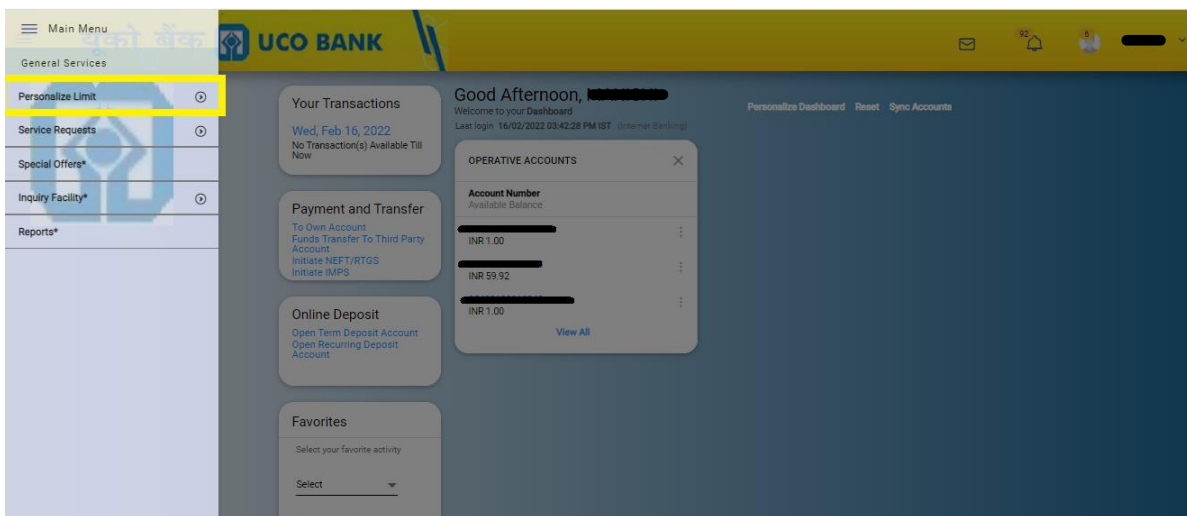 Main Menu
यूको बैंक
UCO BANK
92
6
General Services
Personalize Limit
Service Requests
Special Offers*
Inquiry Facility*
Reports*
Your Transactions
Wed, Feb 16, 2022
No Transaction(s) Available Till
Now
Payment and Transfer
To Own Account
Funds Transfer To Third Party
Account
Initiate NEFT/RTGS
Initiate IMPS
Online Deposit
Open Term Deposit Account
Open Recurring Deposit
Account
Favorites
Select your favorite activity
Select
Good Afternoon,
Welcome to your Dashboard
Last login 16/02/2022 03:42:28 PM IST (Internet Banking)
Personalize Dashboard Reset Sync Accounts
OPERATIVE ACCOUNTS
Account Number
Available Balance
INR 1.00
INR 59.92
INR 1.00
View All